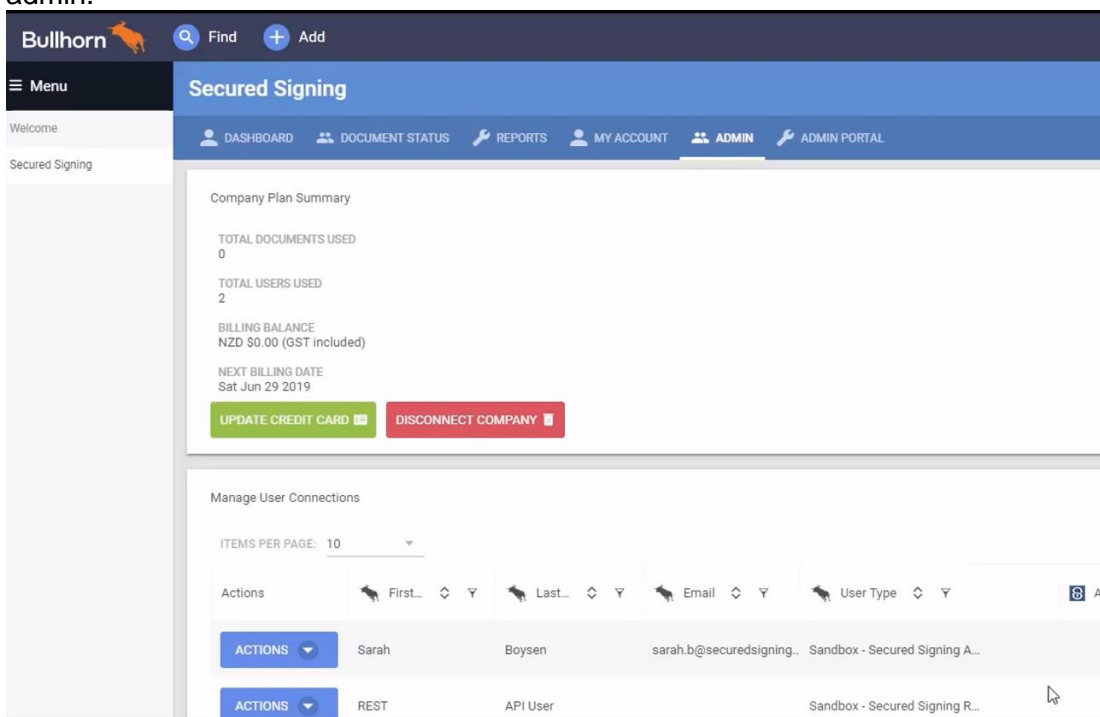 admin.
Bullhorn Find Add
Menu Secured Signing
Welcome DASHBOARD DOCUMENT STATUS REPORTS MY ACCOUNT ADMIN ADMIN PORTAL
Secured Signing
Company Plan Summary
TOTAL DOCUMENTS USED
0
TOTAL USERS USED
2
BILLING BALANCE
NZD $0.00 (GST included)
NEXT BILLING DATE
Sat Jun 29 2019
UPDATE CREDIT CARD DISCONNECT COMPANY
Manage User Connections
ITEMS PER PAGE: 10
Actions First... Last... Email User Type A
ACTIONS Sarah Boysen sarah.b@securedsigning.. Sandbox - Secured Signing A...
ACTIONS REST API User Sandbox - Secured Signing R...